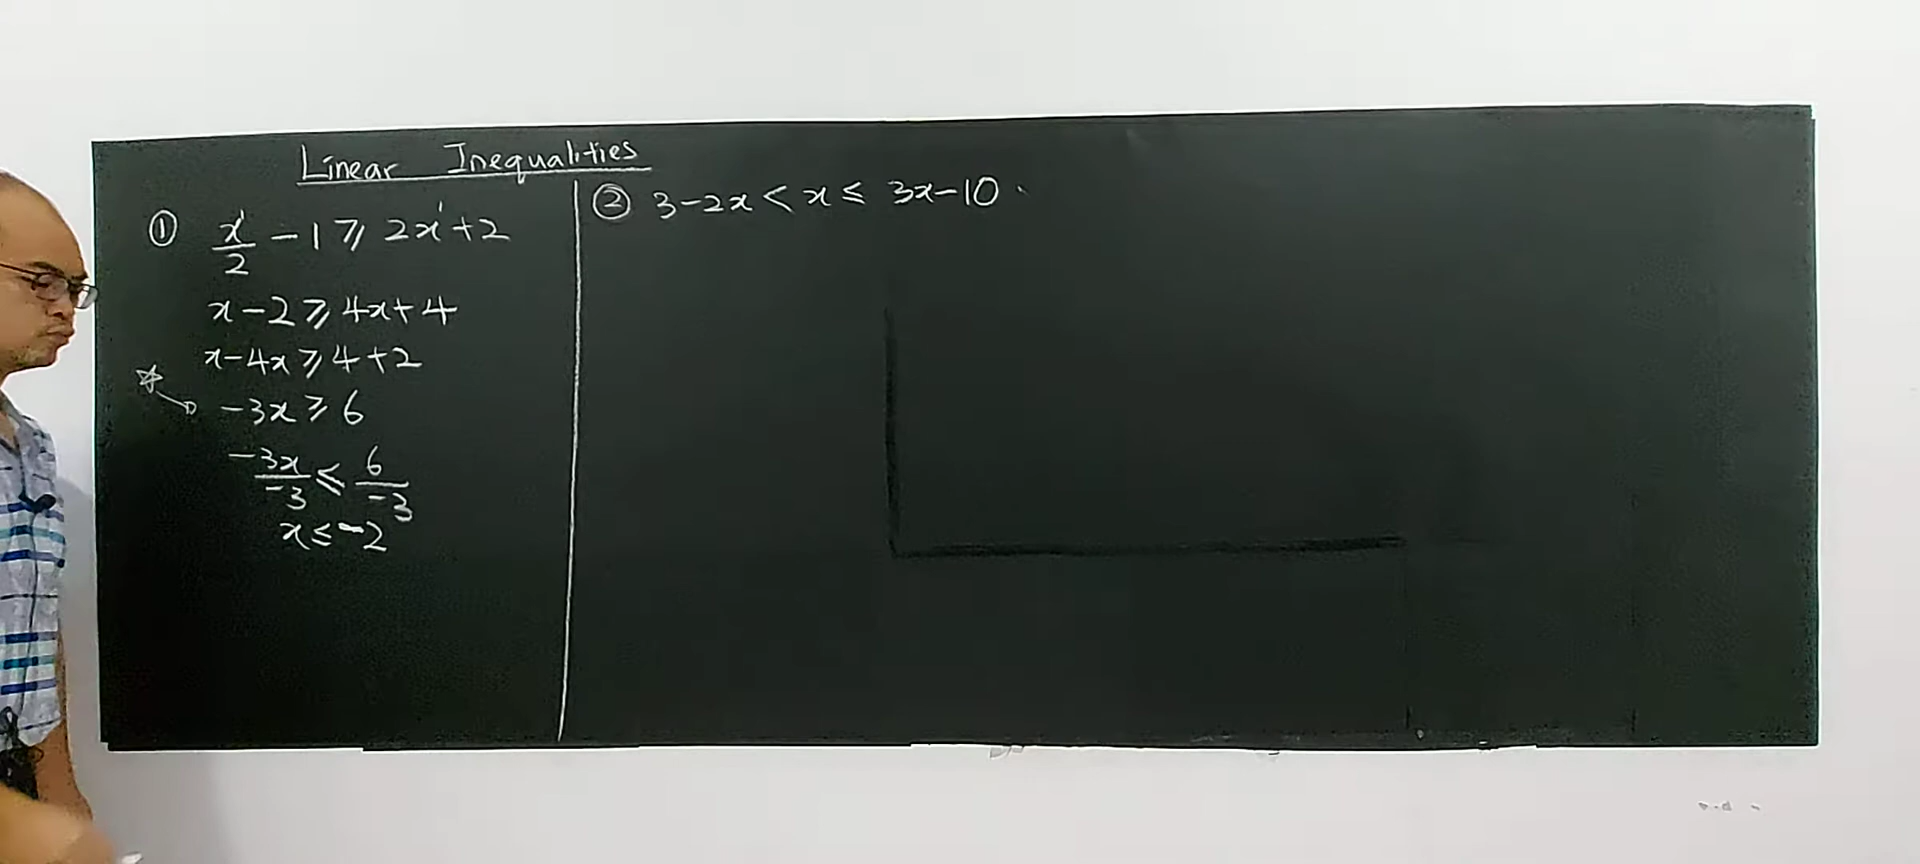 Linear Inequalities
① x/2 - 1 ⩾ 2x + 2
x - 2 ⩾ 4x + 4
x - 4x ⩾ 4 + 2
-3x ⩾ 6
-3x/-3 ≤ 6/-3
x ≤ -2
② 3 - 2x < x ≤ 3x - 10